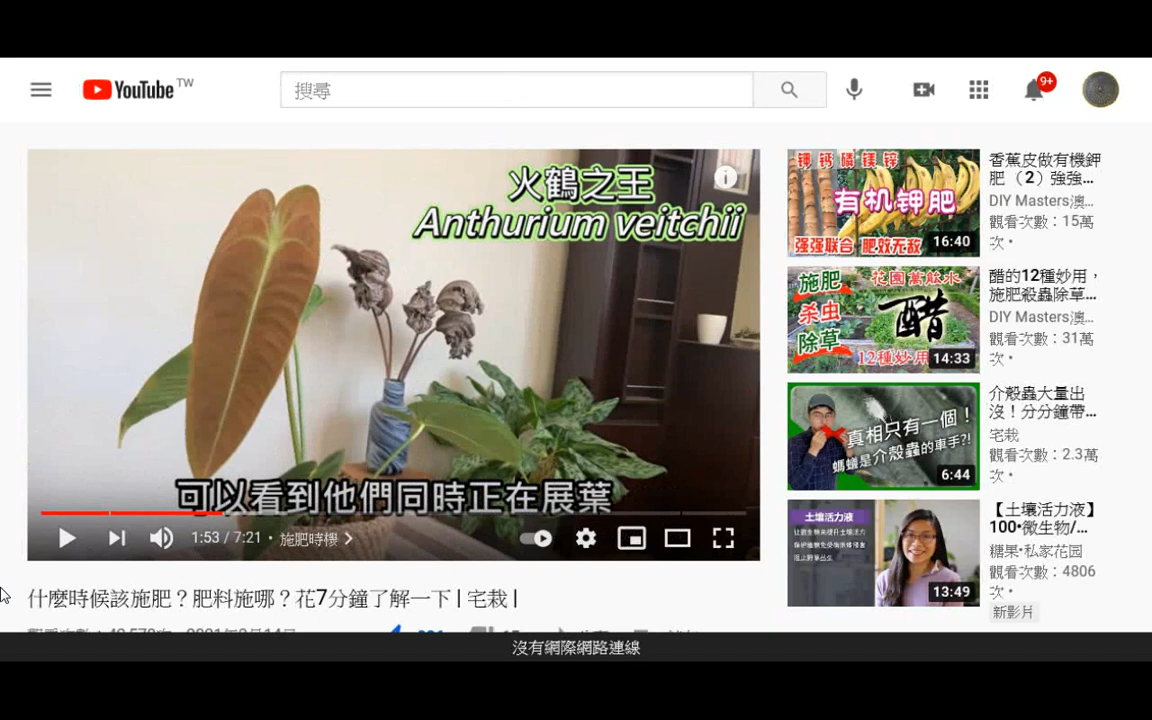 YouTube TW
搜尋
9+
火鶴之王
Anthurium veitchii
可以看到他們同時正在展葉
1:53 / 7:21 • 施肥時機
什麼時候該施肥？肥料施哪？花7分鐘了解一下 | 宅栽 |
钾 钙 磷 镁 锌
有机钾肥
强强联合 肥效无敌
16:40
香蕉皮做有機鉀
肥 （2）強強...
DIY Masters澳...
觀看次數：15萬
次 •
施肥
杀虫
除草
花園萬能水
醋
12種妙用
14:33
醋的12種妙用，
施肥殺蟲除草...
DIY Masters澳...
觀看次數：31萬
次 •
真相只有一個！
螞蟻是介殼蟲的車手?!
6:44
介殼蟲大量出
沒！分分鐘帶...
宅栽
觀看次數：2.3萬
次 •
土壤活力液
13:49
【土壤活力液】
100•微生物/...
糖果•私家花园
觀看次數：4806
次 •
新影片
沒有網際網路連線